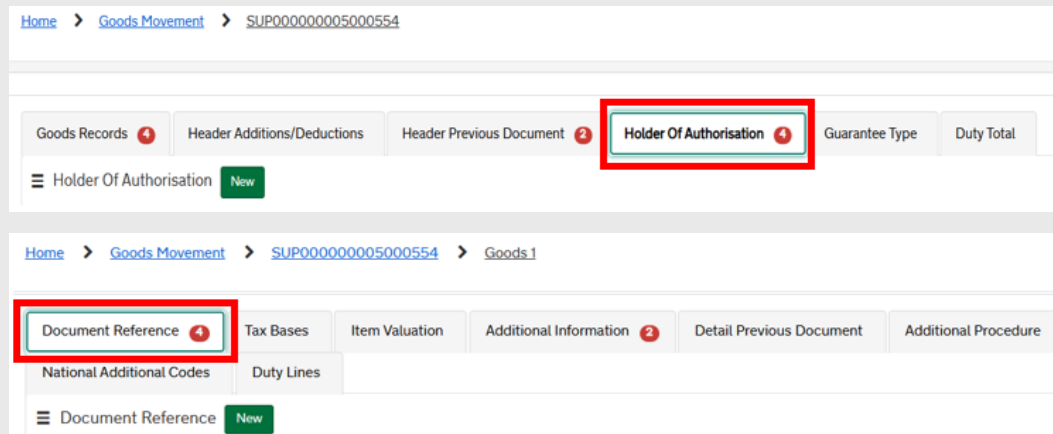 Home > Goods Movement > SUP000000005000554
Goods Records 4 Header Additions/Deductions Header Previous Document 2 Holder Of Authorisation 4 Guarantee Type Duty Total
Holder Of Authorisation New
Home > Goods Movement > SUP000000005000554 > Goods 1
Document Reference 4 Tax Bases Item Valuation Additional Information 2 Detail Previous Document Additional Procedure
National Additional Codes Duty Lines
Document Reference New